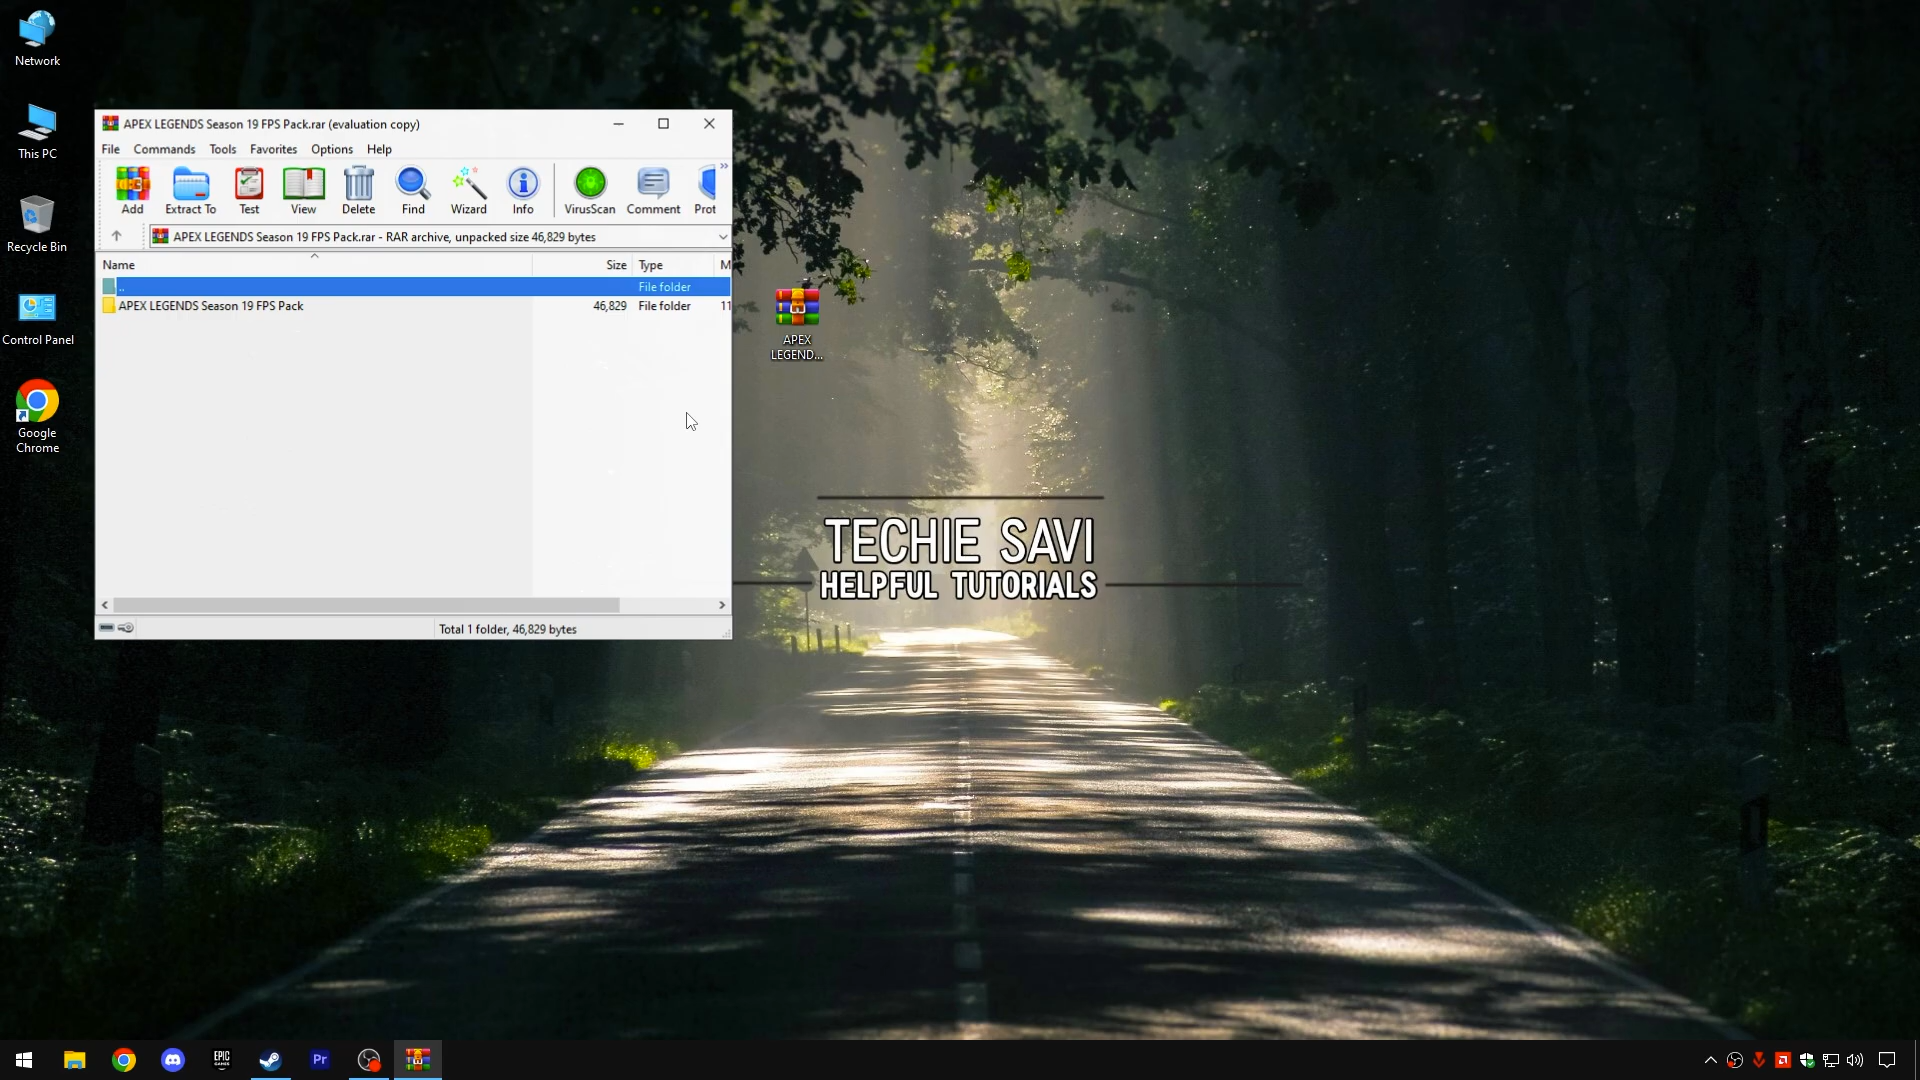 Network
This PC
Recycle Bin
Control Panel
Google
Chrome
APEX LEGENDS Season 19 FPS Pack.rar (evaluation copy)
File Commands Tools Favorites Options Help
Add Extract To Test View Delete Find Wizard Info VirusScan Comment Prot
APEX LEGENDS Season 19 FPS Pack.rar - RAR archive, unpacked size 46,829 bytes
Name Size Type M
.. File folder
APEX LEGENDS Season 19 FPS Pack 46,829 File folder 11
Total 1 folder, 46,829 bytes
APEX
LEGEND...
TECHIE SAVI
HELPFUL TUTORIALS
EPIC
GAMES
Pr